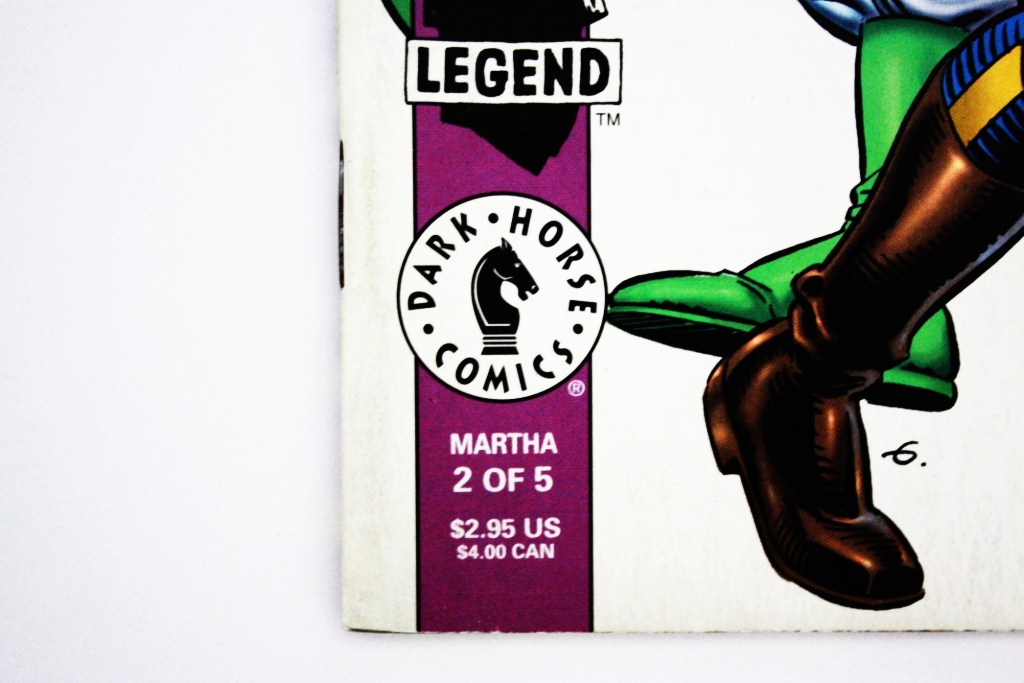 LEGEND
TM
DARK • HORSE
• COMICS •
®
MARTHA
2 OF 5
$2.95 US
$4.00 CAN
G.